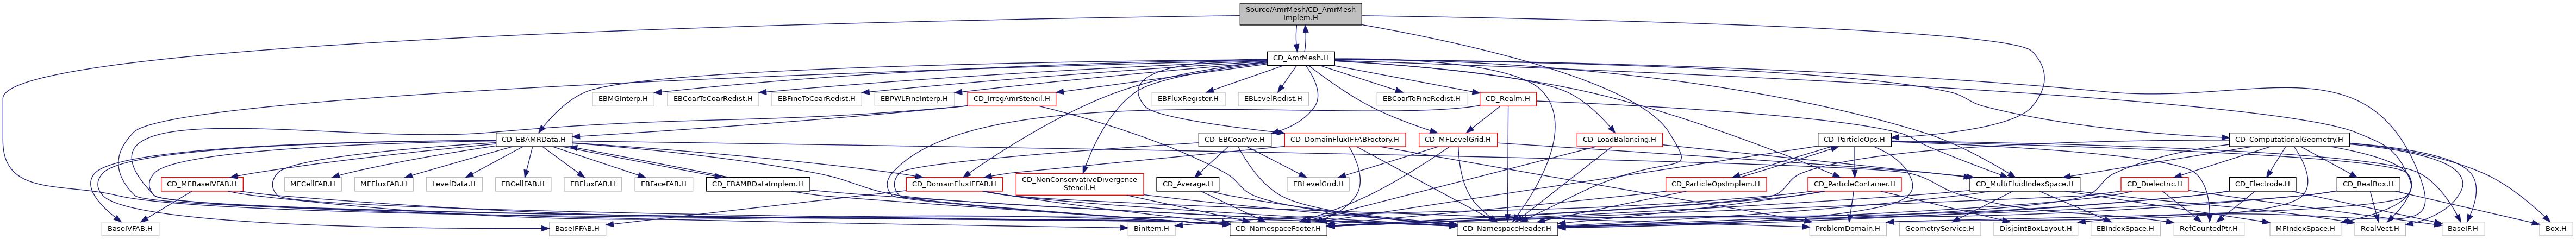 Source/AmrMesh/CD_AmrMesh
Implem.H
CD_AmrMesh.H
EBMGInterp.H
EBCoarToCoarRedist.H
EBFineToCoarRedist.H
EBPWLFineInterp.H
CD_IrregAmrStencil.H
EBFluxRegister.H
EBLevelRedist.H
EBCoarToFineRedist.H
CD_Realm.H
CD_EBAMRData.H
CD_EBCoarAve.H
CD_DomainFluxIFFABFactory.H
CD_MFLevelGrid.H
CD_LoadBalancing.H
CD_ParticleOps.H
CD_ComputationalGeometry.H
CD_MFBaseIVFAB.H
MFCellFAB.H
MFFluxFAB.H
LevelData.H
EBCellFAB.H
EBFluxFAB.H
EBFaceFAB.H
CD_EBAMRDataImplem.H
CD_DomainFluxIFFAB.H
CD_NonConservativeDivergence
Stencil.H
CD_Average.H
EBLevelGrid.H
CD_ParticleOpsImplem.H
CD_ParticleContainer.H
CD_MultiFluidIndexSpace.H
CD_Dielectric.H
CD_Electrode.H
CD_RealBox.H
BaseIVFAB.H
BaseIFFAB.H
BinItem.H
CD_NamespaceFooter.H
CD_NamespaceHeader.H
ProblemDomain.H
GeometryService.H
DisjointBoxLayout.H
EBIndexSpace.H
RefCountedPtr.H
MFIndexSpace.H
RealVect.H
BaseIF.H
Box.H